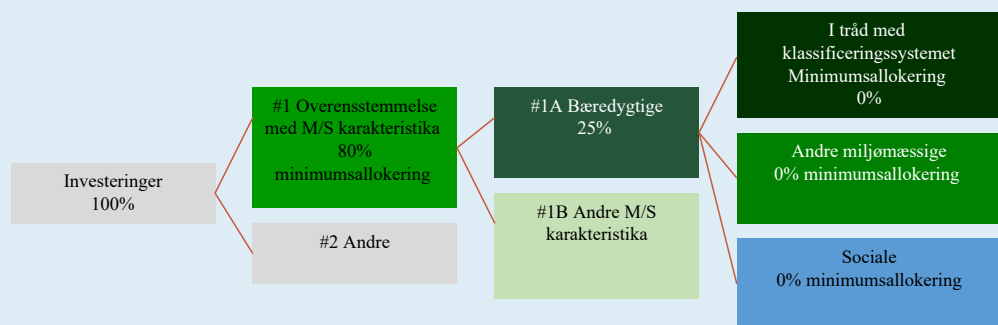 Investeringer
100%
#1 Overensstemmelse
med M/S karakteristika
80%
minimumsallokering
#2 Andre
#1A Bæredygtige
25%
#1B Andre M/S
karakteristika
I tråd med
klassificeringssystemet
Minimumsallokering
0%
Andre miljømæssige
0% minimumsallokering
Sociale
0% minimumsallokering